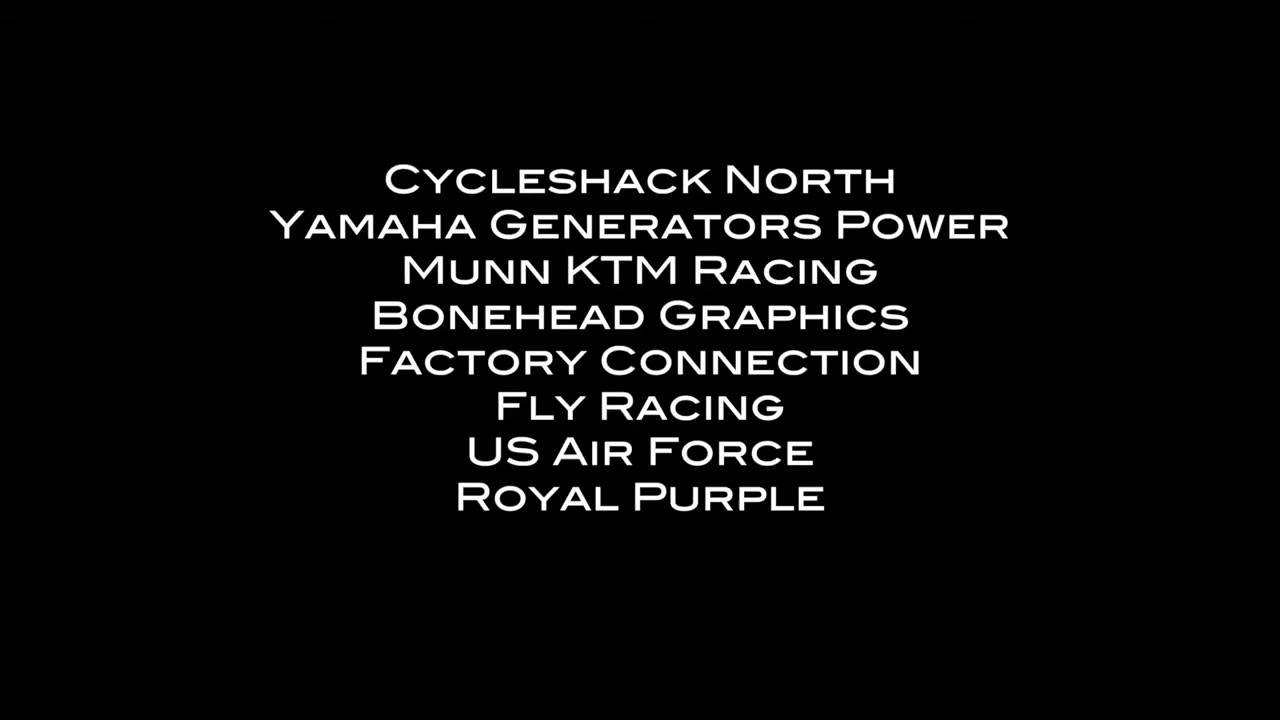 Cycleshack North
Yamaha Generators Power
Munn KTM Racing
Bonehead Graphics
Factory Connection
Fly Racing
US Air Force
Royal Purple